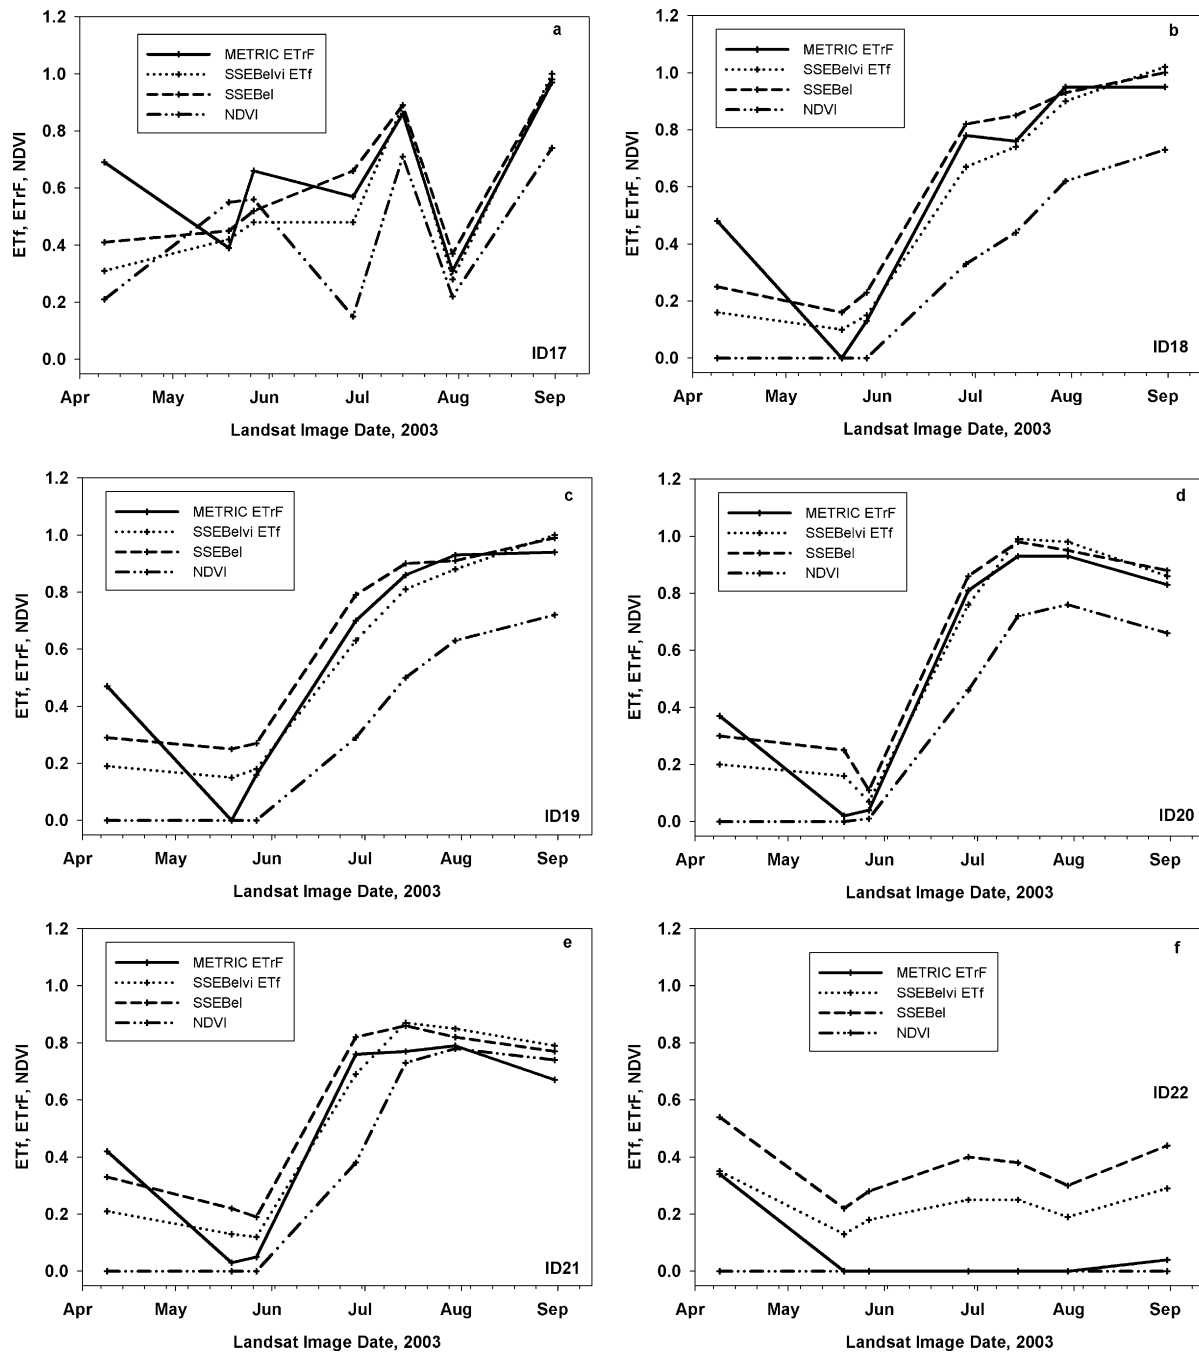 a
METRIC ETrF
SSEBelvi ETf
SSEBel
NDVI
ETf, ETrF, NDVI
1.2
1.0
0.8
0.6
0.4
0.2
0.0
ID17
Apr May Jun Jul Aug Sep
Landsat Image Date, 2003
b
METRIC ETrF
SSEBelvi ETf
SSEBel
NDVI
ETf, ETrF, NDVI
1.2
1.0
0.8
0.6
0.4
0.2
0.0
ID18
Apr May Jun Jul Aug Sep
Landsat Image Date, 2003
c
METRIC ETrF
SSEBelvi ETf
SSEBel
NDVI
ETf, ETrF, NDVI
1.2
1.0
0.8
0.6
0.4
0.2
0.0
ID19
Apr May Jun Jul Aug Sep
Landsat Image Date, 2003
d
METRIC ETrF
SSEBelvi ETf
SSEBel
NDVI
ETf, ETrF, NDVI
1.2
1.0
0.8
0.6
0.4
0.2
0.0
ID20
Apr May Jun Jul Aug Sep
Landsat Image Date, 2003
e
METRIC ETrF
SSEBelvi ETf
SSEBel
NDVI
ETf, ETrF, NDVI
1.2
1.0
0.8
0.6
0.4
0.2
0.0
ID21
Apr May Jun Jul Aug Sep
Landsat Image Date, 2003
f
METRIC ETrF
SSEBelvi ETf
SSEBel
NDVI
ETf, ETrF, NDVI
1.2
1.0
0.8
0.6
0.4
0.2
0.0
ID22
Apr May Jun Jul Aug Sep
Landsat Image Date, 2003